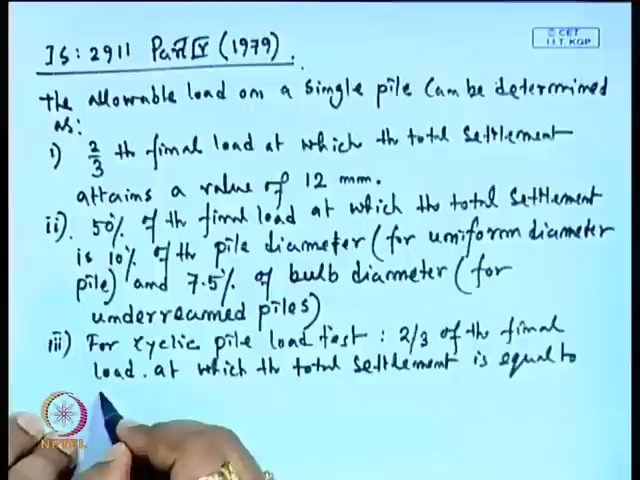 © CET
I.I.T. KGP
IS: 2911 Part IV (1979)
The allowable load on a single pile can be determined
as:
i) 2/3 th final load at which the total settlement
attains a value of 12 mm.
ii). 50% of the final load at which the total settlement
is 10% of the pile diameter (for uniform diameter
pile) and 7.5% of bulb diameter (for
underreamed piles)
iii) For cyclic pile load test: 2/3 of the final
load. at which the total settlement is equal to
NPTEL